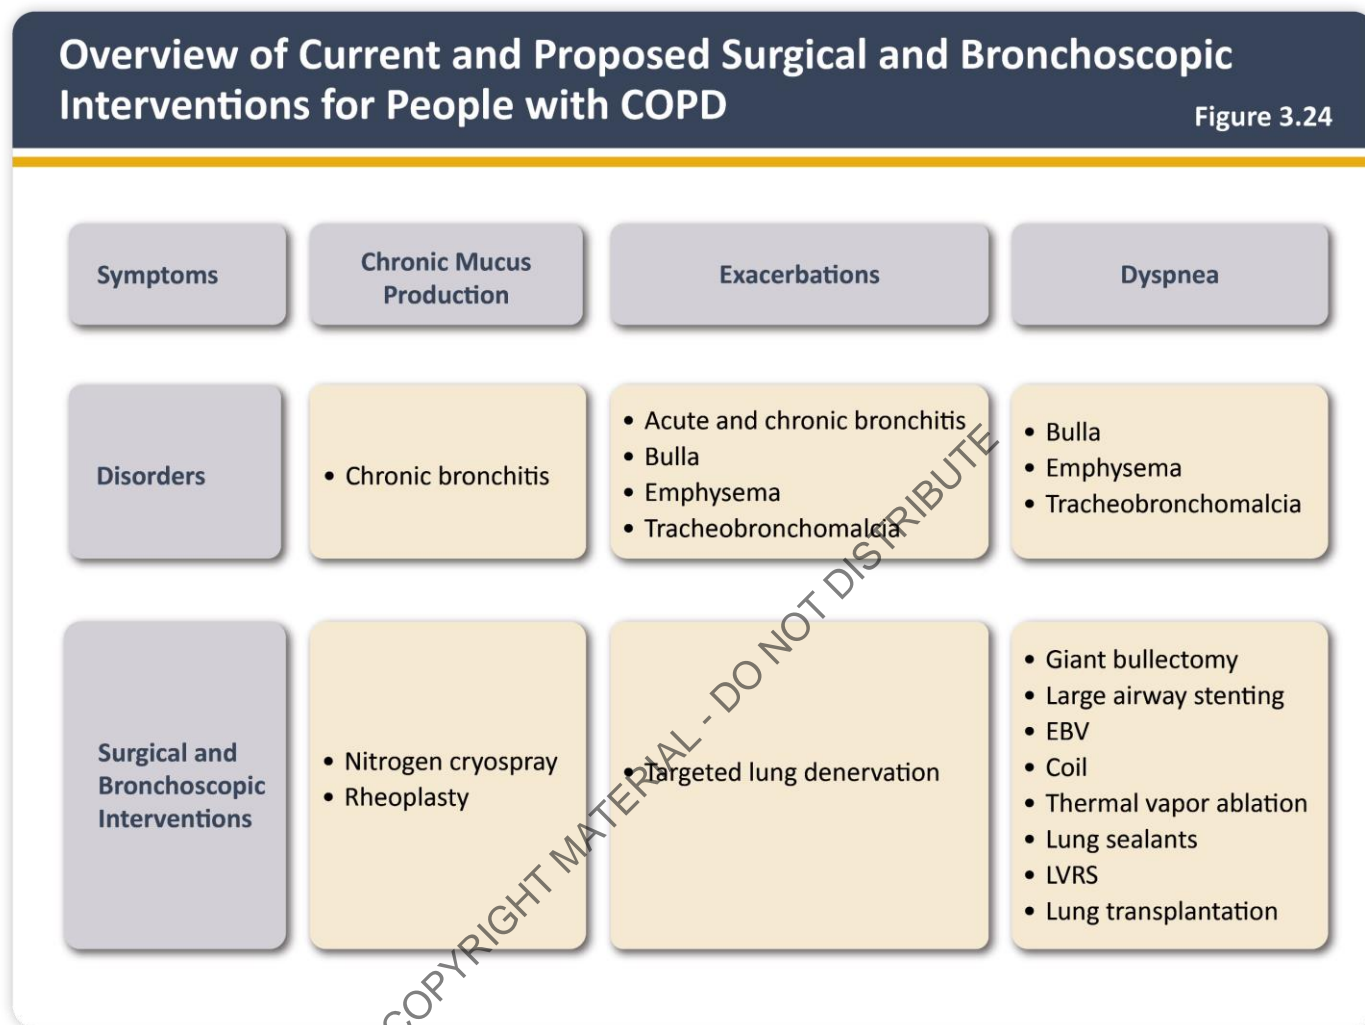 Overview of Current and Proposed Surgical and Bronchoscopic
Interventions for People with COPD
Figure 3.24
Symptoms
Chronic Mucus
Production
Exacerbations
Dyspnea
Disorders
• Chronic bronchitis
• Acute and chronic bronchitis
• Bulla
• Emphysema
• Tracheobronchomalcia
• Bulla
• Emphysema
• Tracheobronchomalcia
Surgical and
Bronchoscopic
Interventions
• Nitrogen cryospray
• Rheoplasty
• Targeted lung denervation
• Giant bullectomy
• Large airway stenting
• EBV
• Coil
• Thermal vapor ablation
• Lung sealants
• LVRS
• Lung transplantation
COPYRIGHT MATERIAL - DO NOT DISTRIBUTE